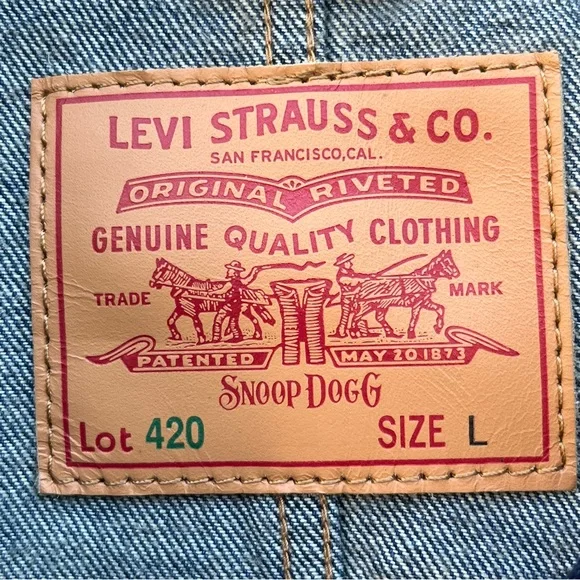 LEVI STRAUSS & CO.
SAN FRANCISCO, CAL.
ORIGINAL RIVETED
GENUINE QUALITY CLOTHING
TRADE MARK
PATENTED MAY 20.1873
SNOOP DOGG
Lot 420 SIZE L